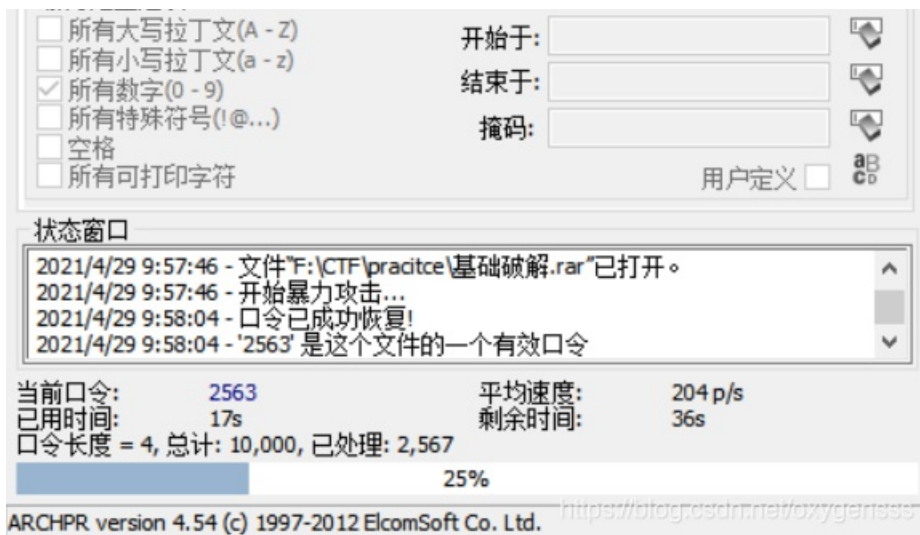 所有大写拉丁文(A - Z)
所有小写拉丁文(a - z)
所有数字(0 - 9)
所有特殊符号(!@...)
空格
所有可打印字符
开始于:
结束于:
掩码:
用户定义
aBCD
状态窗口
2021/4/29 9:57:46 - 文件"F:\CTF\pracitce\基础破解.rar"已打开。
2021/4/29 9:57:46 - 开始暴力攻击...
2021/4/29 9:58:04 - 口令已成功恢复!
2021/4/29 9:58:04 - '2563' 是这个文件的一个有效口令
当前口令: 2563 平均速度: 204 p/s
已用时间: 17s 剩余时间: 36s
口令长度 = 4, 总计: 10,000, 已处理: 2,567
25%
https://blog.csdn.net/oxygensss
ARCHPR version 4.54 (c) 1997-2012 ElcomSoft Co. Ltd.